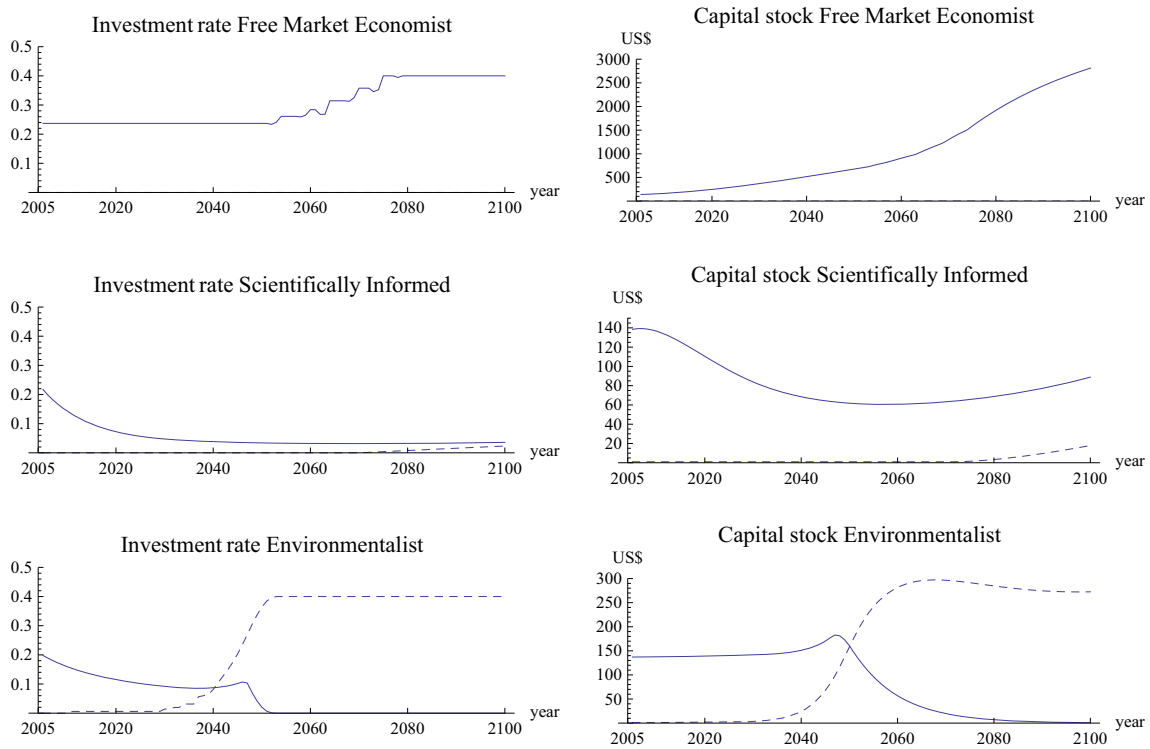 Investment rate Free Market Economist
0.5
0.4
0.3
0.2
0.1
2005 2020 2040 2060 2080 2100 year
Capital stock Free Market Economist
US$
3000
2500
2000
1500
1000
500
2005 2020 2040 2060 2080 2100 year
Investment rate Scientifically Informed
0.5
0.4
0.3
0.2
0.1
2005 2020 2040 2060 2080 2100 year
Capital stock Scientifically Informed
US$
140
120
100
80
60
40
20
2005 2020 2040 2060 2080 2100 year
Investment rate Environmentalist
0.5
0.4
0.3
0.2
0.1
2005 2020 2040 2060 2080 2100 year
Capital stock Environmentalist
US$
300
250
200
150
100
50
2005 2020 2040 2060 2080 2100 year